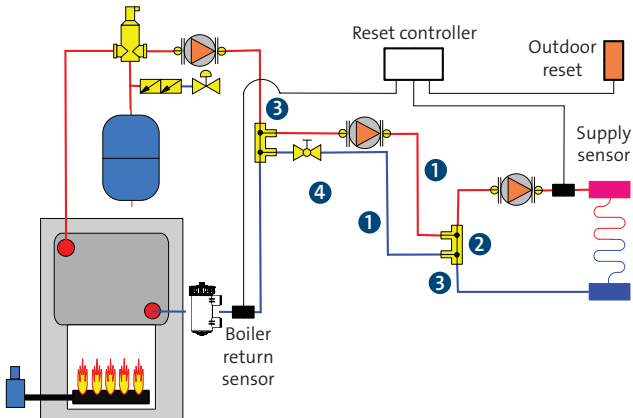 Reset controller
Outdoor
reset
Supply
sensor
3
1
4
1
2
3
Boiler
return
sensor